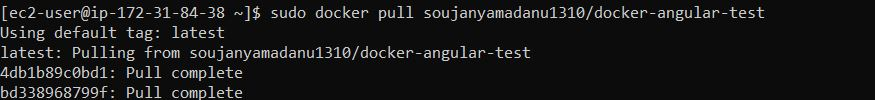 [ec2-user@ip-172-31-84-38 ~]$ sudo docker pull soujanyamadanu1310/docker-angular-test
Using default tag: latest
latest: Pulling from soujanyamadanu1310/docker-angular-test
4db1b89c0bd1: Pull complete
bd338968799f: Pull complete